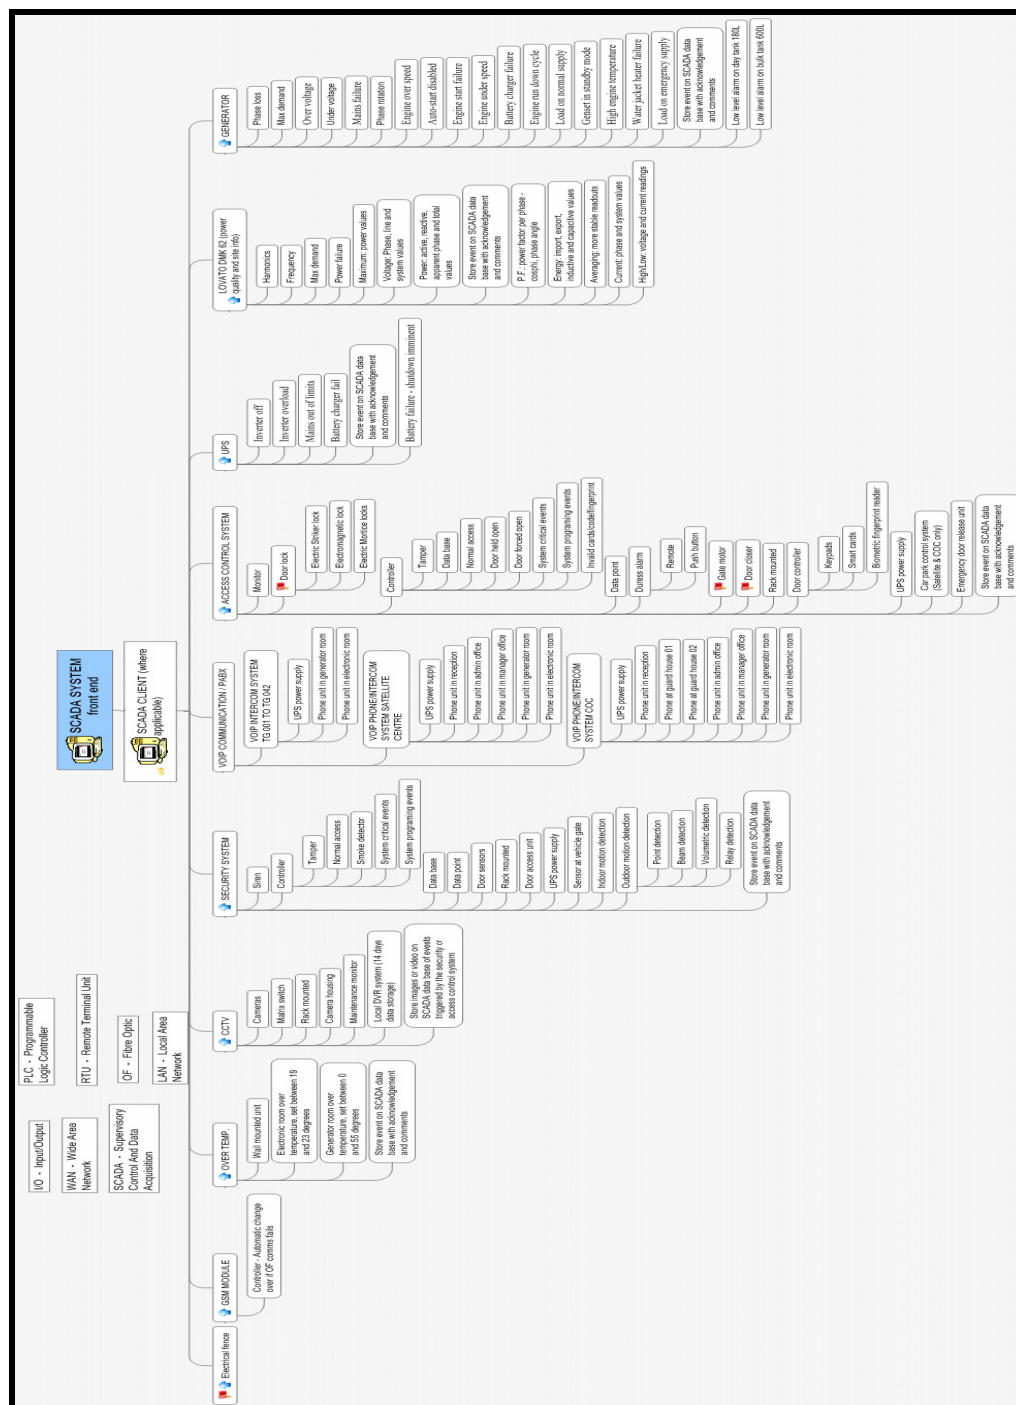 SCADA SYSTEM
front end
SCADA CLIENT (where
applicable)
I/O - Input/Output
WAN - Wide Area
Network
SCADA - Supervisory
Control And Data
Acquisition
PLC - Programmable
Logic Controller
RTU - Remote Terminal Unit
OF - Fibre Optic
LAN - Local Area
Network
Electrical fence
GSM MODULE
Controller - Automatic change
over if OF comms fails
OVER TEMP.
Wall mounted unit
Electronic room over
temperature, set between 19
and 23 degrees
Generator room over
temperature, set between 0
and 55 degrees
Store event on SCADA data
base with acknowledgement
and comments
CCTV
Cameras
Matrix switch
Rack mounted
Camera housing
Maintenance monitor
Local DVR system (14 days
data storage)
Store images or video on
SCADA data base of events
triggered by the security or
access control system
SECURITY SYSTEM
Siren
Controller
Tamper
Normal access
Smoke detector
System critical events
System programing events
Data base
Data point
Door sensors
Rack mounted
Door access unit
UPS power supply
Sensor at vehicle gate
Indoor motion detection
Outdoor motion detection
Point detection
Beam detection
Volumetric detection
Relay detection
Store event on SCADA data
base with acknowledgement
and comments
VOIP COMMUNICATION / PABX
VOIP INTERCOM SYSTEM
TG 001 TO TG 042
UPS power supply
Phone unit in generator room
Phone unit in electronic room
VOIP PHONE/INTERCOM
SYSTEM SATELLITE
CENTRE
UPS power supply
Phone unit in reception
Phone unit in admin office
Phone unit in manager office
Phone unit in generator room
Phone unit in electronic room
VOIP PHONE/INTERCOM
SYSTEM COC
UPS power supply
Phone unit in reception
Phone at guard house 01
Phone at guard house 02
Phone unit in admin office
Phone unit in manager office
Phone unit in generator room
Phone unit in electronic room
ACCESS CONTROL SYSTEM
Monitor
Door lock
Electric Striker lock
Electromagnetic lock
Electric Mortice locks
Controller
Tamper
Data base
Normal access
Door held open
Door forced open
System critical events
System programing events
Invalid cards/code/fingerprint
Data point
Duress alarm
Remote
Push button
Gate motor
Door closer
Rack mounted
Door controller
Keypads
Smart cards
Biometric fingerprint reader
UPS power supply
Car park control system
(Satellite & COC only)
Emergency door release unit
Store event on SCADA data
base with acknowledgement
and comments
UPS
Inverter off
Inverter overload
Mains out of limits
Battery charger fail
Store event on SCADA data
base with acknowledgement
and comments
Battery failure - shutdown imminent
LOVATO DMK 62 (power
quality and site info)
Harmonics
Frequency
Max demand
Power failure
Maximum: power values
Voltage: Phase, line and
system values
Power: active, reactive,
apparent phase and total
values
Store event on SCADA data
base with acknowledgement
and comments
P.F.: power factor per phase -
cosphi, phase angle
Energy: import, export,
inductive and capacitive values
Averaging: more stable readouts
Current: phase and system values
High/Low: voltage and current readings
GENERATOR
Phase loss
Max demand
Over voltage
Under voltage
Mains failure
Phase rotation
Engine over speed
Auto-start disabled
Engine start failure
Engine under speed
Battery charger failure
Engine run down cycle
Load on normal supply
Genset in standby mode
High engine temperature
Water jacket heater failure
Load on emergency supply
Store event on SCADA data
base with acknowledgement
and comments
Low level alarm on day tank 180L
Low level alarm on bulk tank 600L